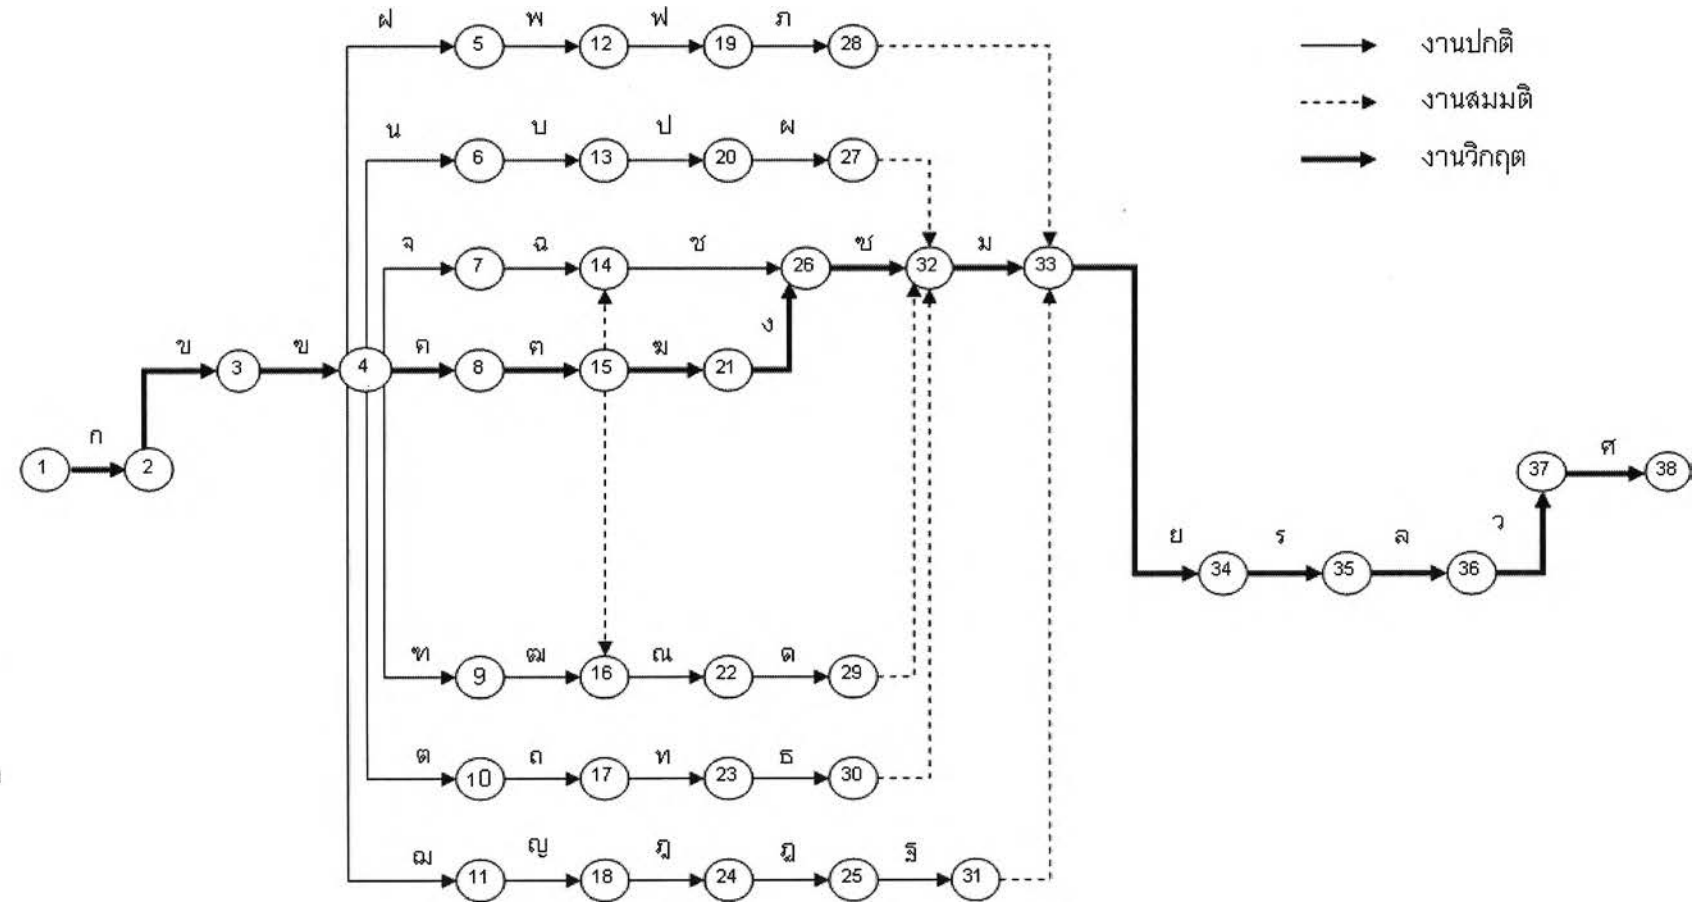 ฝ พ ฟ ภ
5 12 19 28
งานปกติ
งานสมมติ
น บ ป ผ
6 13 20 27
งานวิกฤต
จ ฉ ช ซ ม
7 14 26 32 33
ข ฃ ค ต ฆ ง
3 4 8 15 21
ก
1 2
ศ
37 38
ย ร ล ว
34 35 36
ฑ ฒ ณ ด
9 16 22 29
ต ถ ท ธ
10 17 23 30
ฌ ญ ฎ ฏ ฐิ
11 18 24 25 31